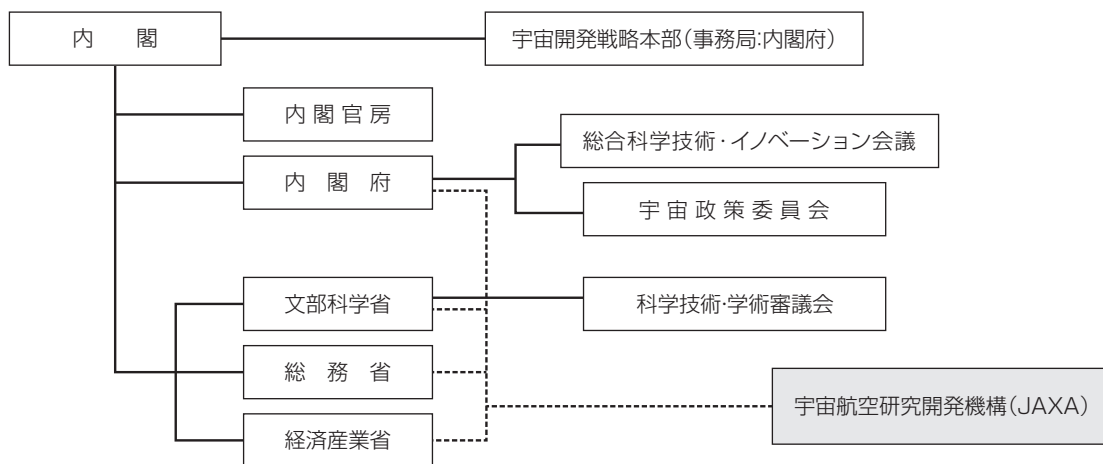 内 閣
宇宙開発戦略本部(事務局:内閣府)
内閣官房
総合科学技術・イノベーション会議
内 閣 府
宇宙政策委員会
文部科学省
科学技術・学術審議会
総 務 省
宇宙航空研究開発機構(JAXA)
経済産業省